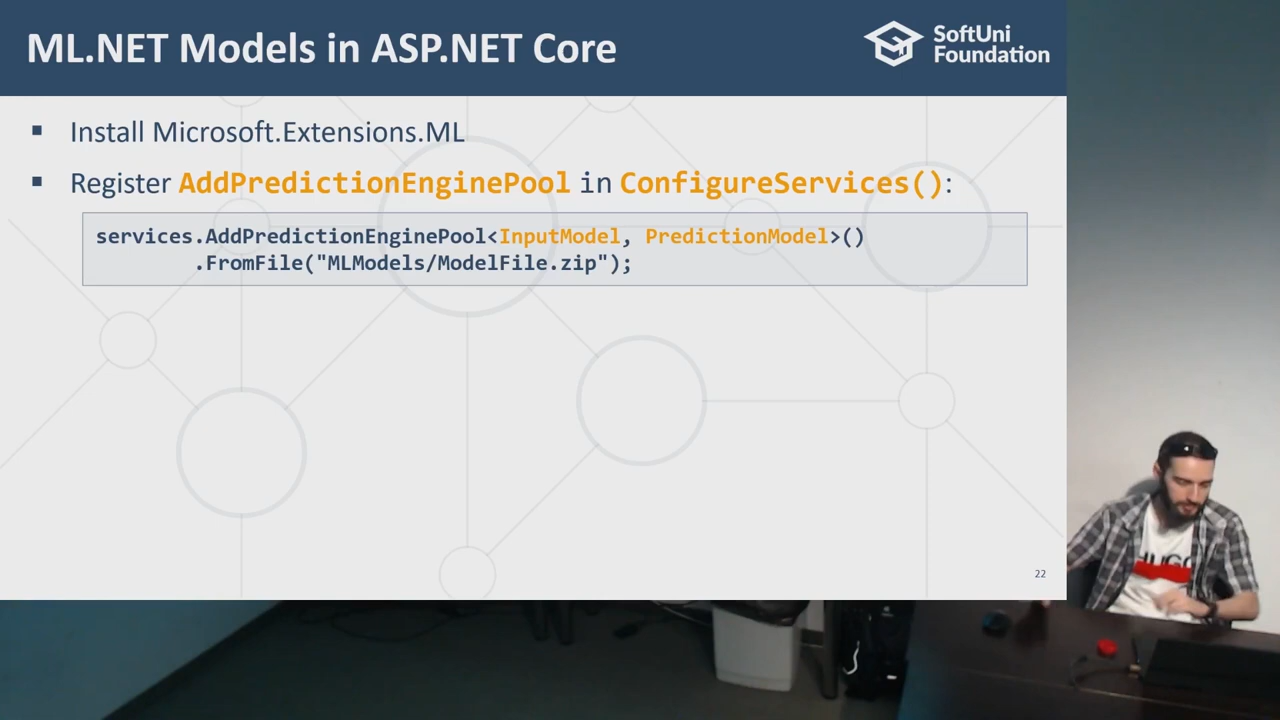 ML.NET Models in ASP.NET Core
SoftUni
Foundation
▪ Install Microsoft.Extensions.ML
▪ Register AddPredictionEnginePool in ConfigureServices():
services.AddPredictionEnginePool<InputModel, PredictionModel>()
.FromFile("MLModels/ModelFile.zip");
22
HUGO